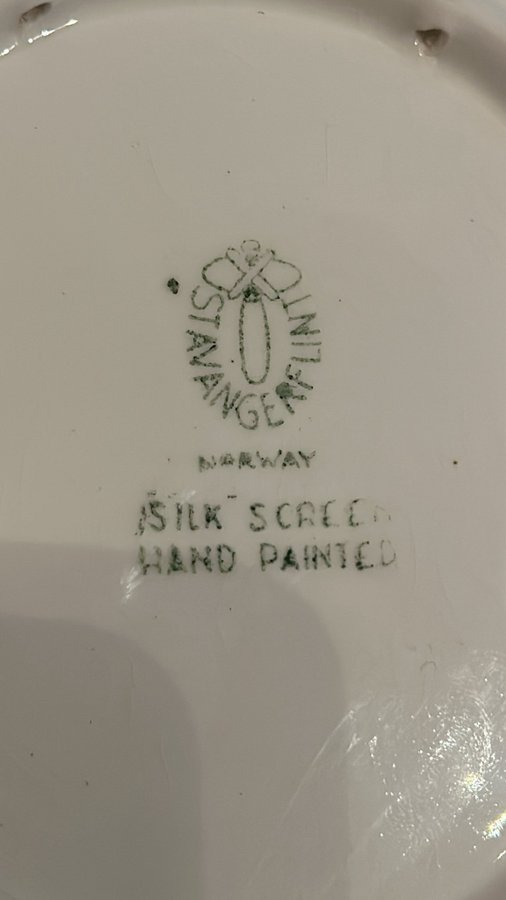 STAVANGERFLINT
NORWAY
SILK SCREEN
HAND PAINTED